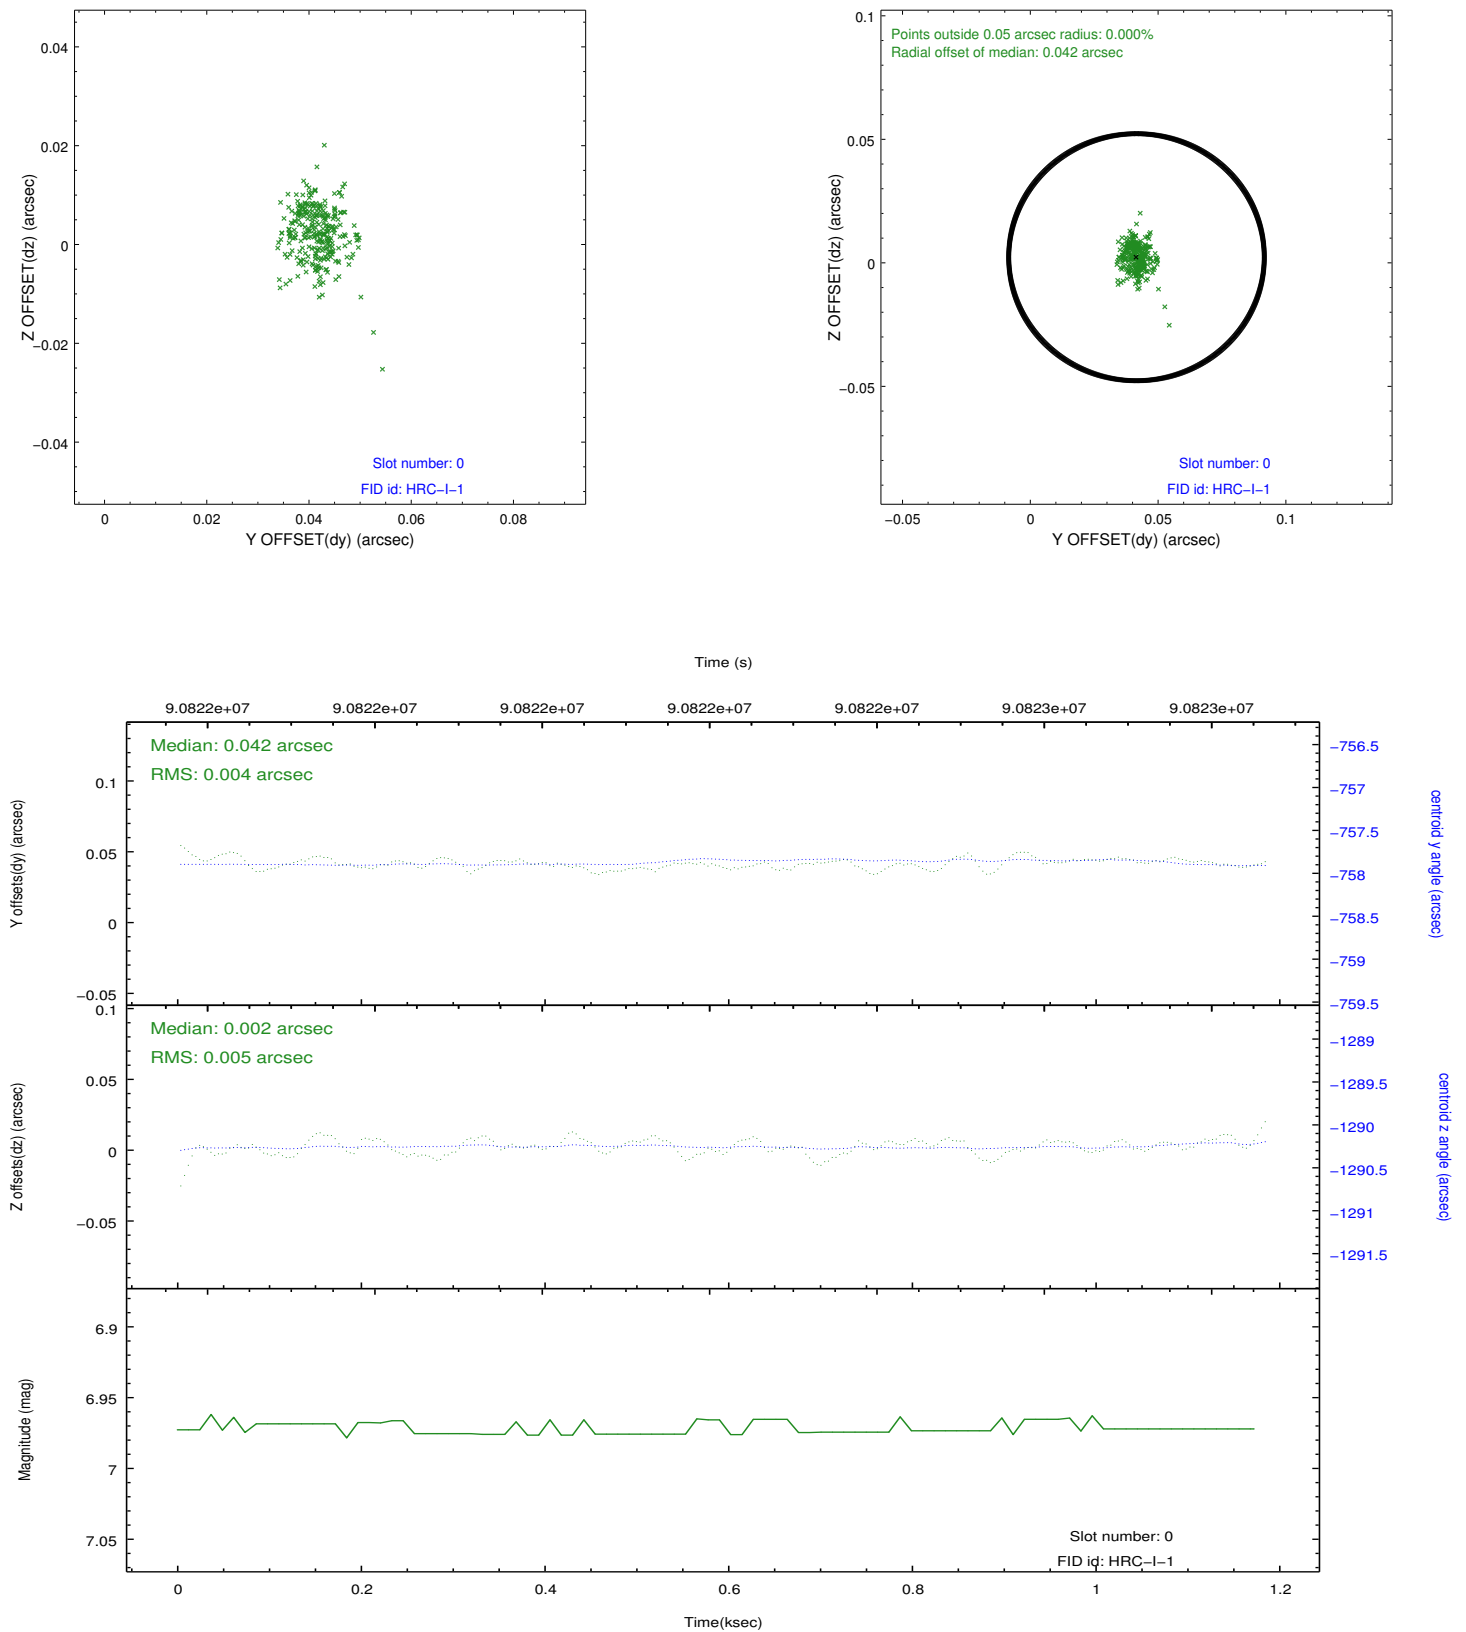 0.04
0.02
0
−0.02
−0.04
Z OFFSET(dz) (arcsec)
Slot number: 0
FID id: HRC−I−1
0 0.02 0.04 0.06 0.08
Y OFFSET(dy) (arcsec)
Points outside 0.05 arcsec radius: 0.000%
Radial offset of median: 0.042 arcsec
0.1
0.05
0
−0.05
Z OFFSET(dz) (arcsec)
Slot number: 0
FID id: HRC−I−1
−0.05 0 0.05 0.1
Y OFFSET(dy) (arcsec)
Time (s)
9.0822e+07 9.0822e+07 9.0822e+07 9.0822e+07 9.0822e+07 9.0823e+07 9.0823e+07
Median: 0.042 arcsec
RMS: 0.004 arcsec
0.1
0.05
0
−0.05
Y offsets(dy) (arcsec)
−756.5
−757
−757.5
−758
−758.5
−759
−759.5
centroid y angle (arcsec)
Median: 0.002 arcsec
RMS: 0.005 arcsec
0.1
0.05
0
−0.05
Z offsets(dz) (arcsec)
−1289
−1289.5
−1290
−1290.5
−1291
−1291.5
centroid z angle (arcsec)
6.9
6.95
7
7.05
Magnitude (mag)
Slot number: 0
FID id: HRC−I−1
0 0.2 0.4 0.6 0.8 1 1.2
Time(ksec)